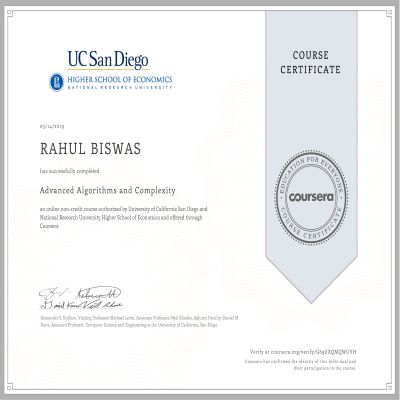 UC San Diego
HIGHER SCHOOL OF ECONOMICS
NATIONAL RESEARCH UNIVERSITY
COURSE
CERTIFICATE
05/14/2019
RAHUL BISWAS
has successfully completed
Advanced Algorithms and Complexity
an online non-credit course authorized by University of California San Diego and
National Research University Higher School of Economics and offered through
Coursera
EDUCATION FOR EVERYONE
coursera
COURSE CERTIFICATE
Alexander S. Kulikov, Visiting Professor; Michael Levin, Associate Professor; Neil Rhodes, Adjunct Faculty; Daniel M
Kane, Assistant Professor, Computer Science and Engineering at the University of California, San Diego
Verify at coursera.org/verify/
Coursera has confirmed the identity of this individual and
their participation in the course.